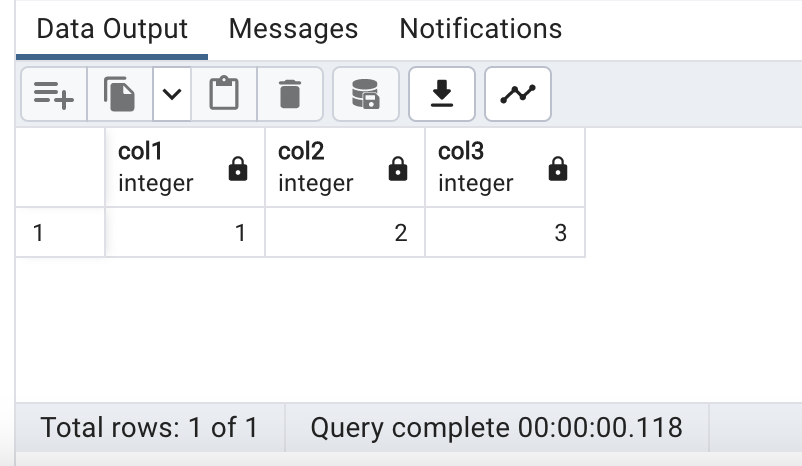 Data Output Messages Notifications
col1 col2 col3
integer integer integer
1 1 2 3
Total rows: 1 of 1 Query complete 00:00:00.118